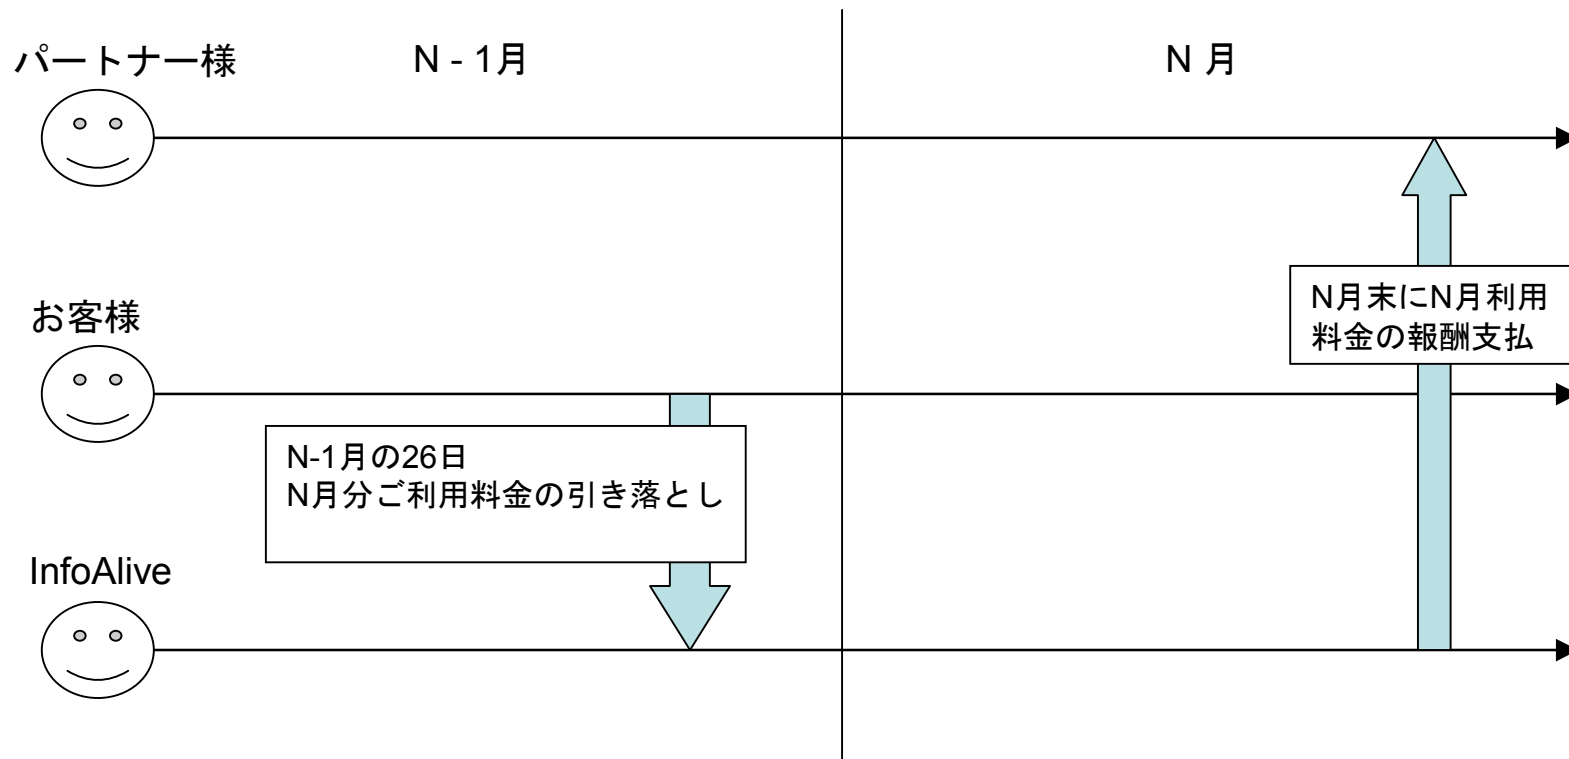 パートナー様
N - 1月
N 月
N月末にN月利用
料金の報酬支払
お客様
N-1月の26日
N月分ご利用料金の引き落とし
InfoAlive